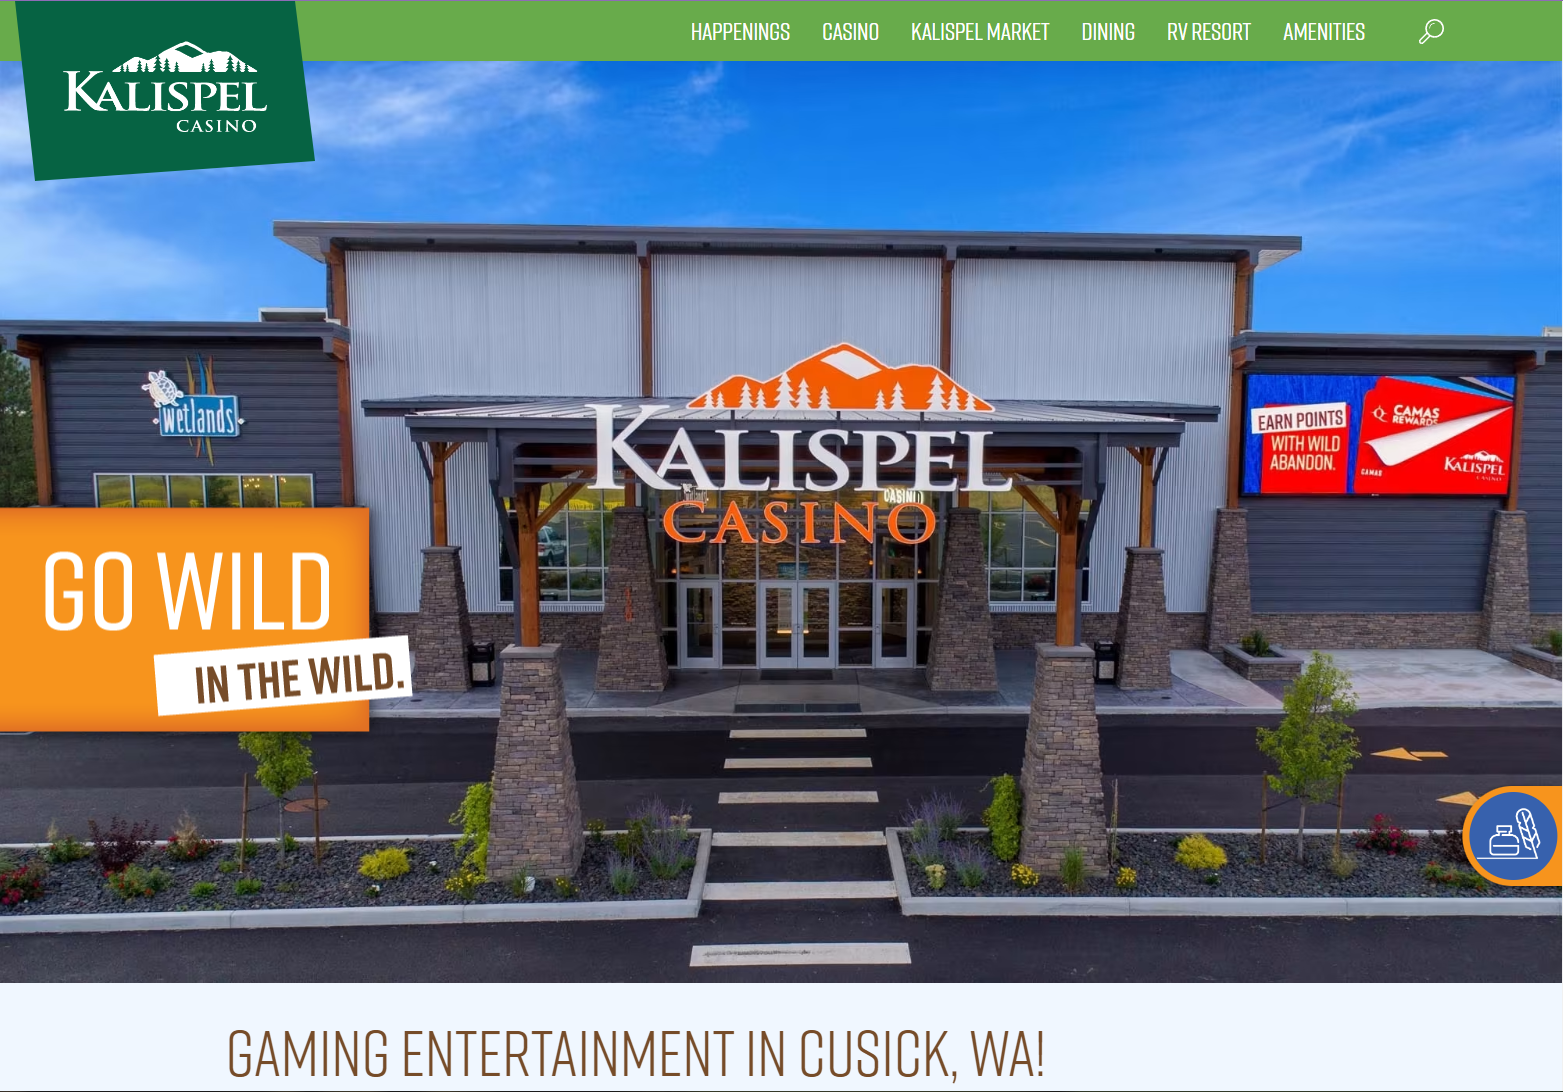 KALISPEL
CASINO
HAPPENINGS
CASINO
KALISPEL MARKET
DINING
RV RESORT
AMENITIES
wetlands
KALISPEL
CASINO
CASINO
EARN POINTS
WITH WILD
ABANDON.
CAMAS
REWARDS
CAMAS
KALISPEL
CASINO
GO WILD
IN THE WILD.
GAMING ENTERTAINMENT IN CUSICK, WA!